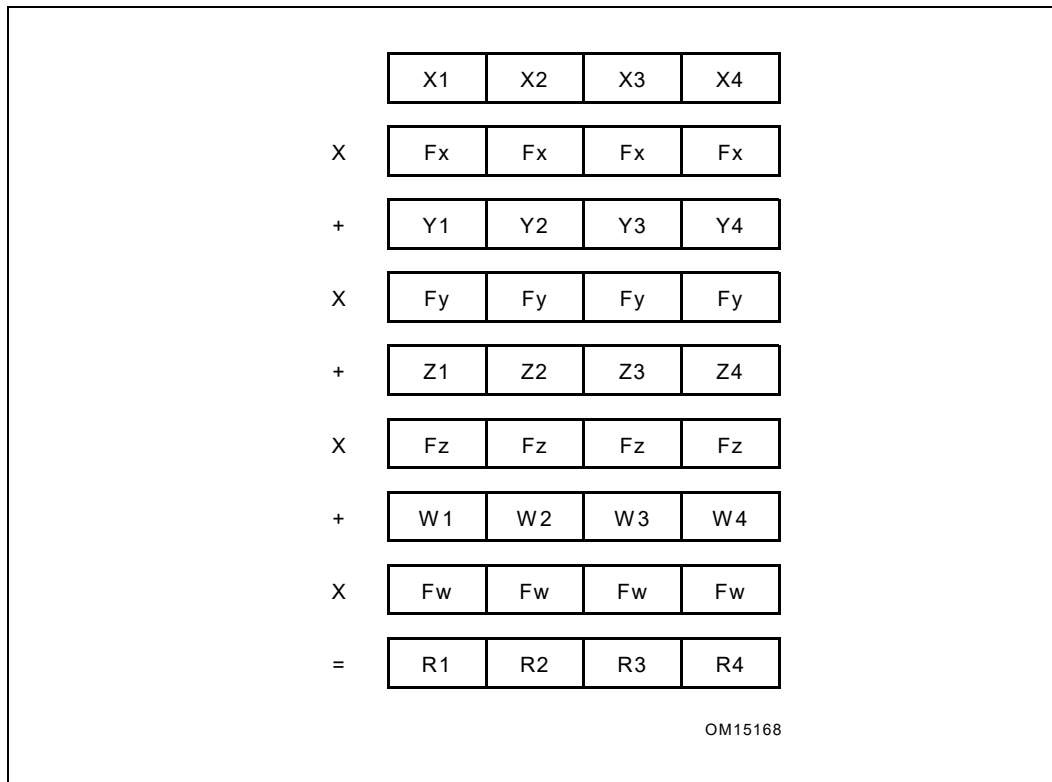 X1 X2 X3 X4
X Fx Fx Fx Fx
+ Y1 Y2 Y3 Y4
X Fy Fy Fy Fy
+ Z1 Z2 Z3 Z4
X Fz Fz Fz Fz
+ W1 W2 W3 W4
X Fw Fw Fw Fw
= R1 R2 R3 R4
OM15168